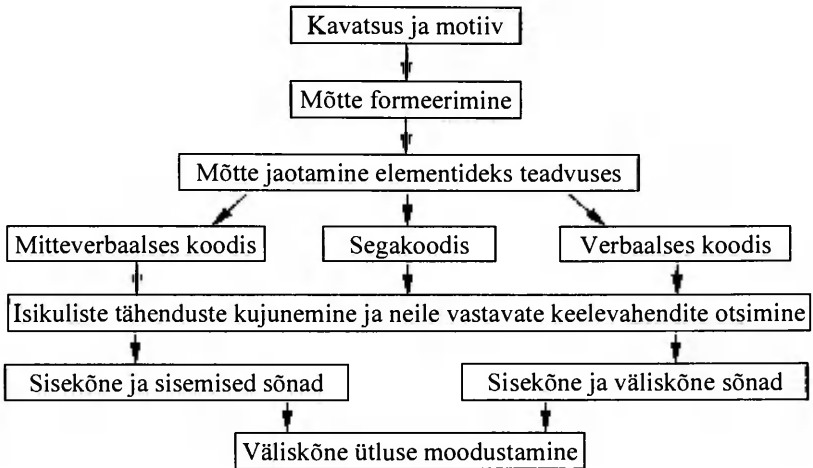 Kavatsus ja motiiv
Mõtte formeerimine
Mõtte jaotamine elementideks teadvuses
Mitteverbaalses koodis
Segakoodis
Verbaalses koodis
Isikuliste tähenduste kujunemine ja neile vastavate keelevahendite otsimine
Sisekõne ja sisemised sõnad
Sisekõne ja väliskõne sõnad
Väliskõne ütluse moodustamine